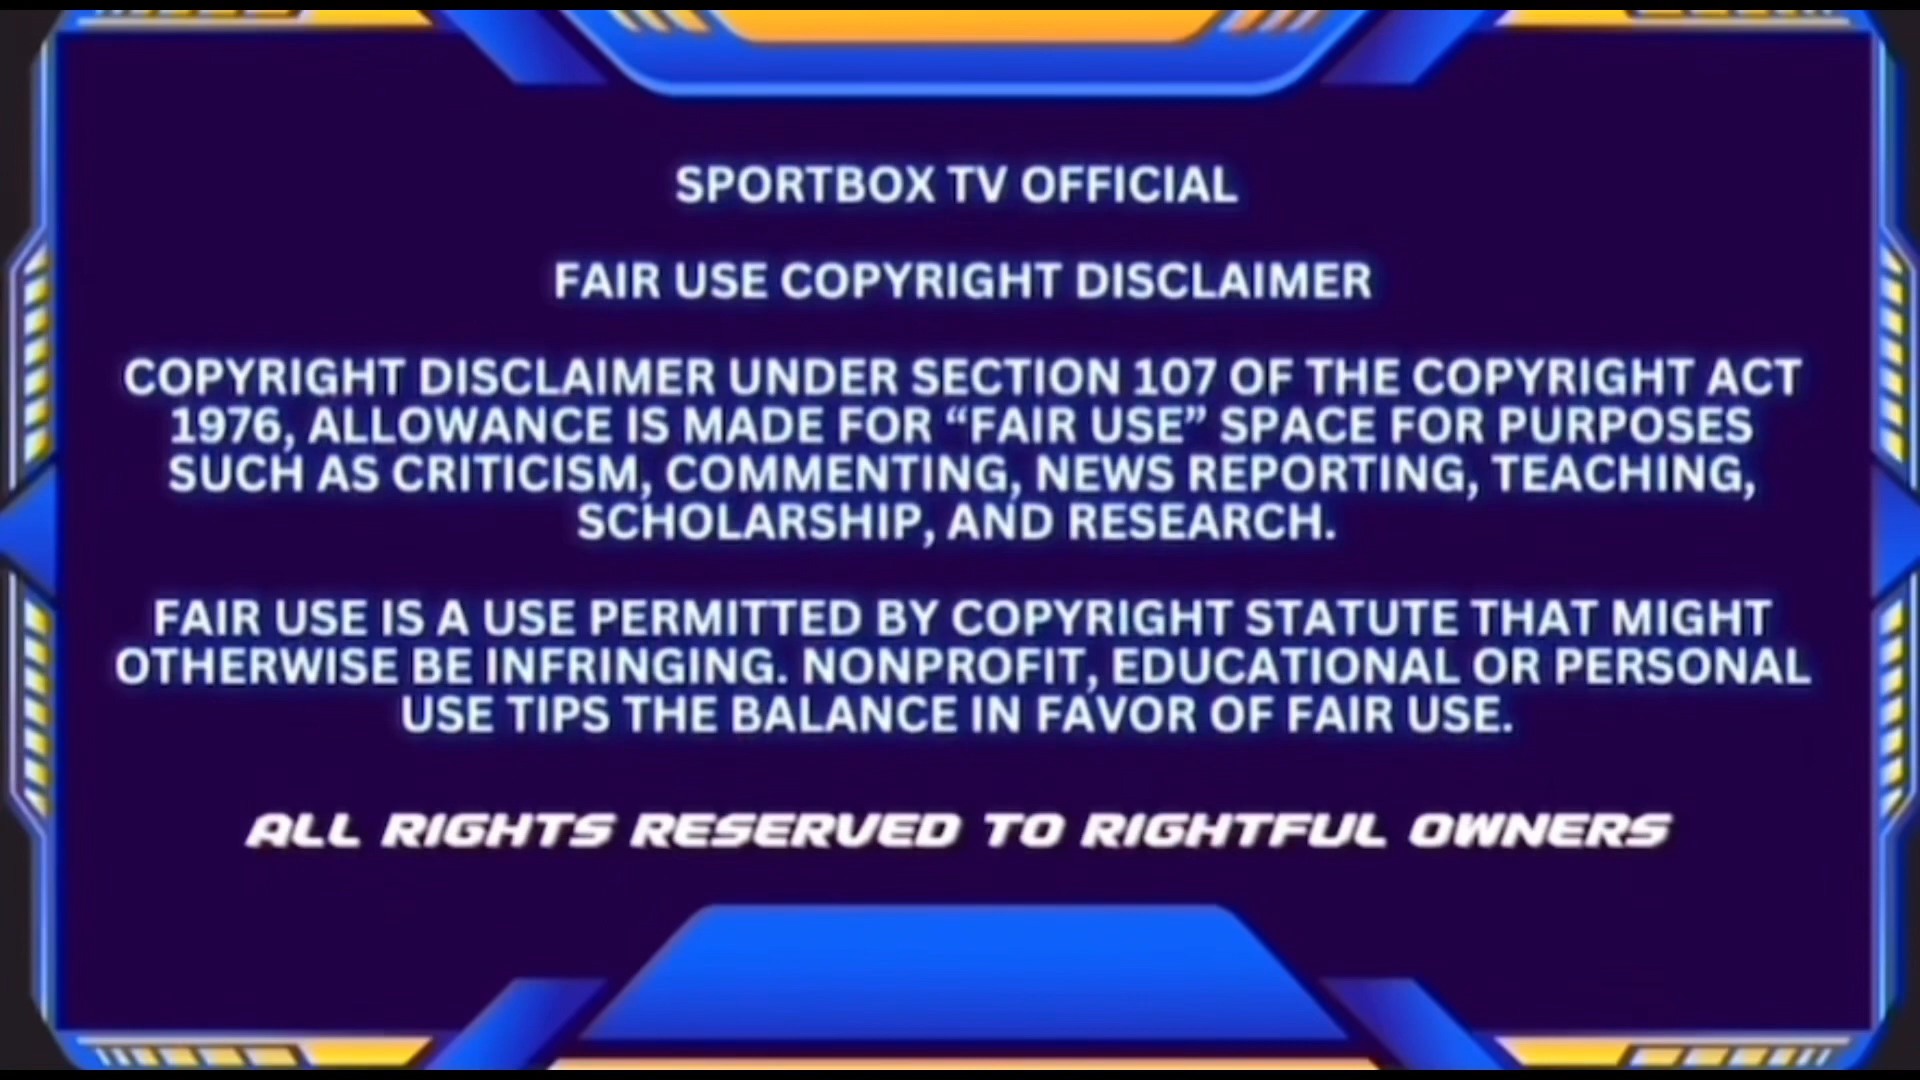 SPORTBOX TV OFFICIAL
FAIR USE COPYRIGHT DISCLAIMER
COPYRIGHT DISCLAIMER UNDER SECTION 107 OF THE COPYRIGHT ACT
1976, ALLOWANCE IS MADE FOR “FAIR USE” SPACE FOR PURPOSES
SUCH AS CRITICISM, COMMENTING, NEWS REPORTING, TEACHING,
SCHOLARSHIP, AND RESEARCH.
FAIR USE IS A USE PERMITTED BY COPYRIGHT STATUTE THAT MIGHT
OTHERWISE BE INFRINGING. NONPROFIT, EDUCATIONAL OR PERSONAL
USE TIPS THE BALANCE IN FAVOR OF FAIR USE.
ALL RIGHTS RESERVED TO RIGHTFUL OWNERS